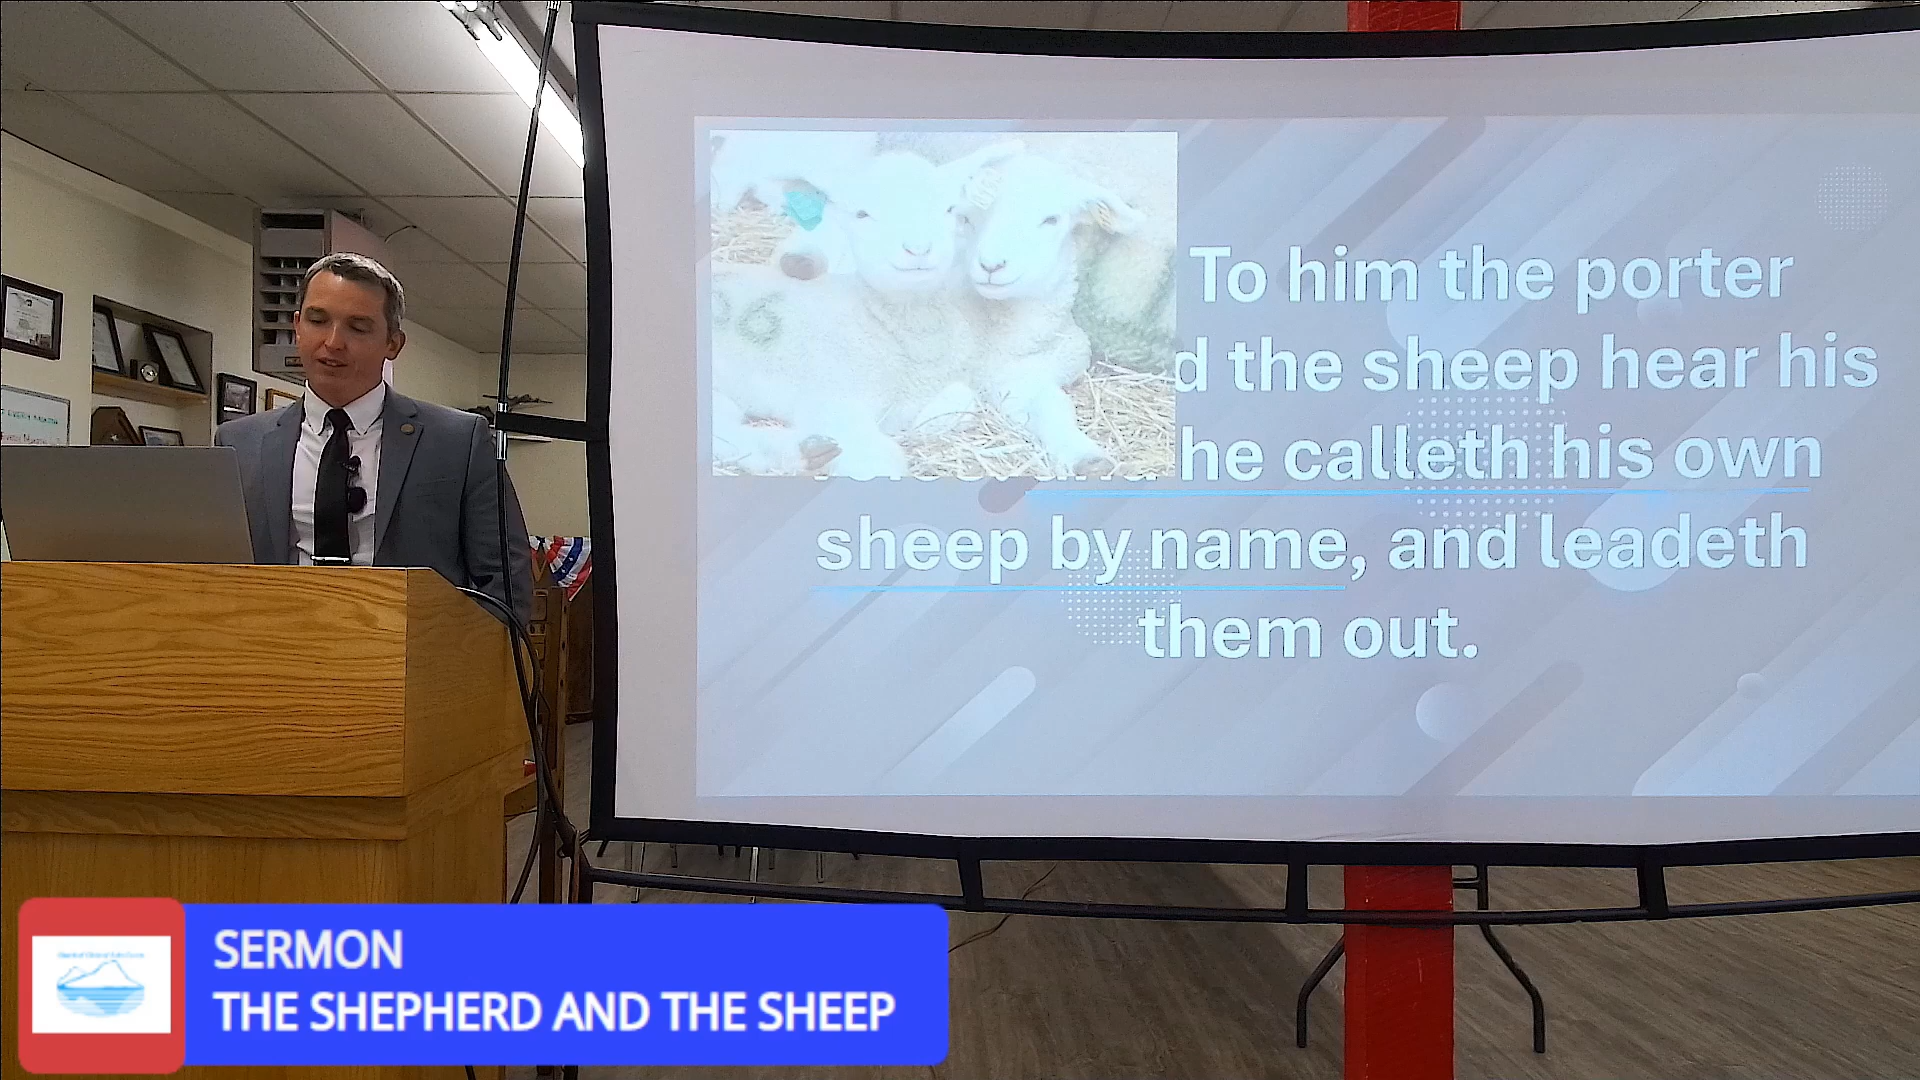 To him the porter
d the sheep hear his
he calleth his own
sheep by name, and leadeth
them out.
SERMON
THE SHEPHERD AND THE SHEEP